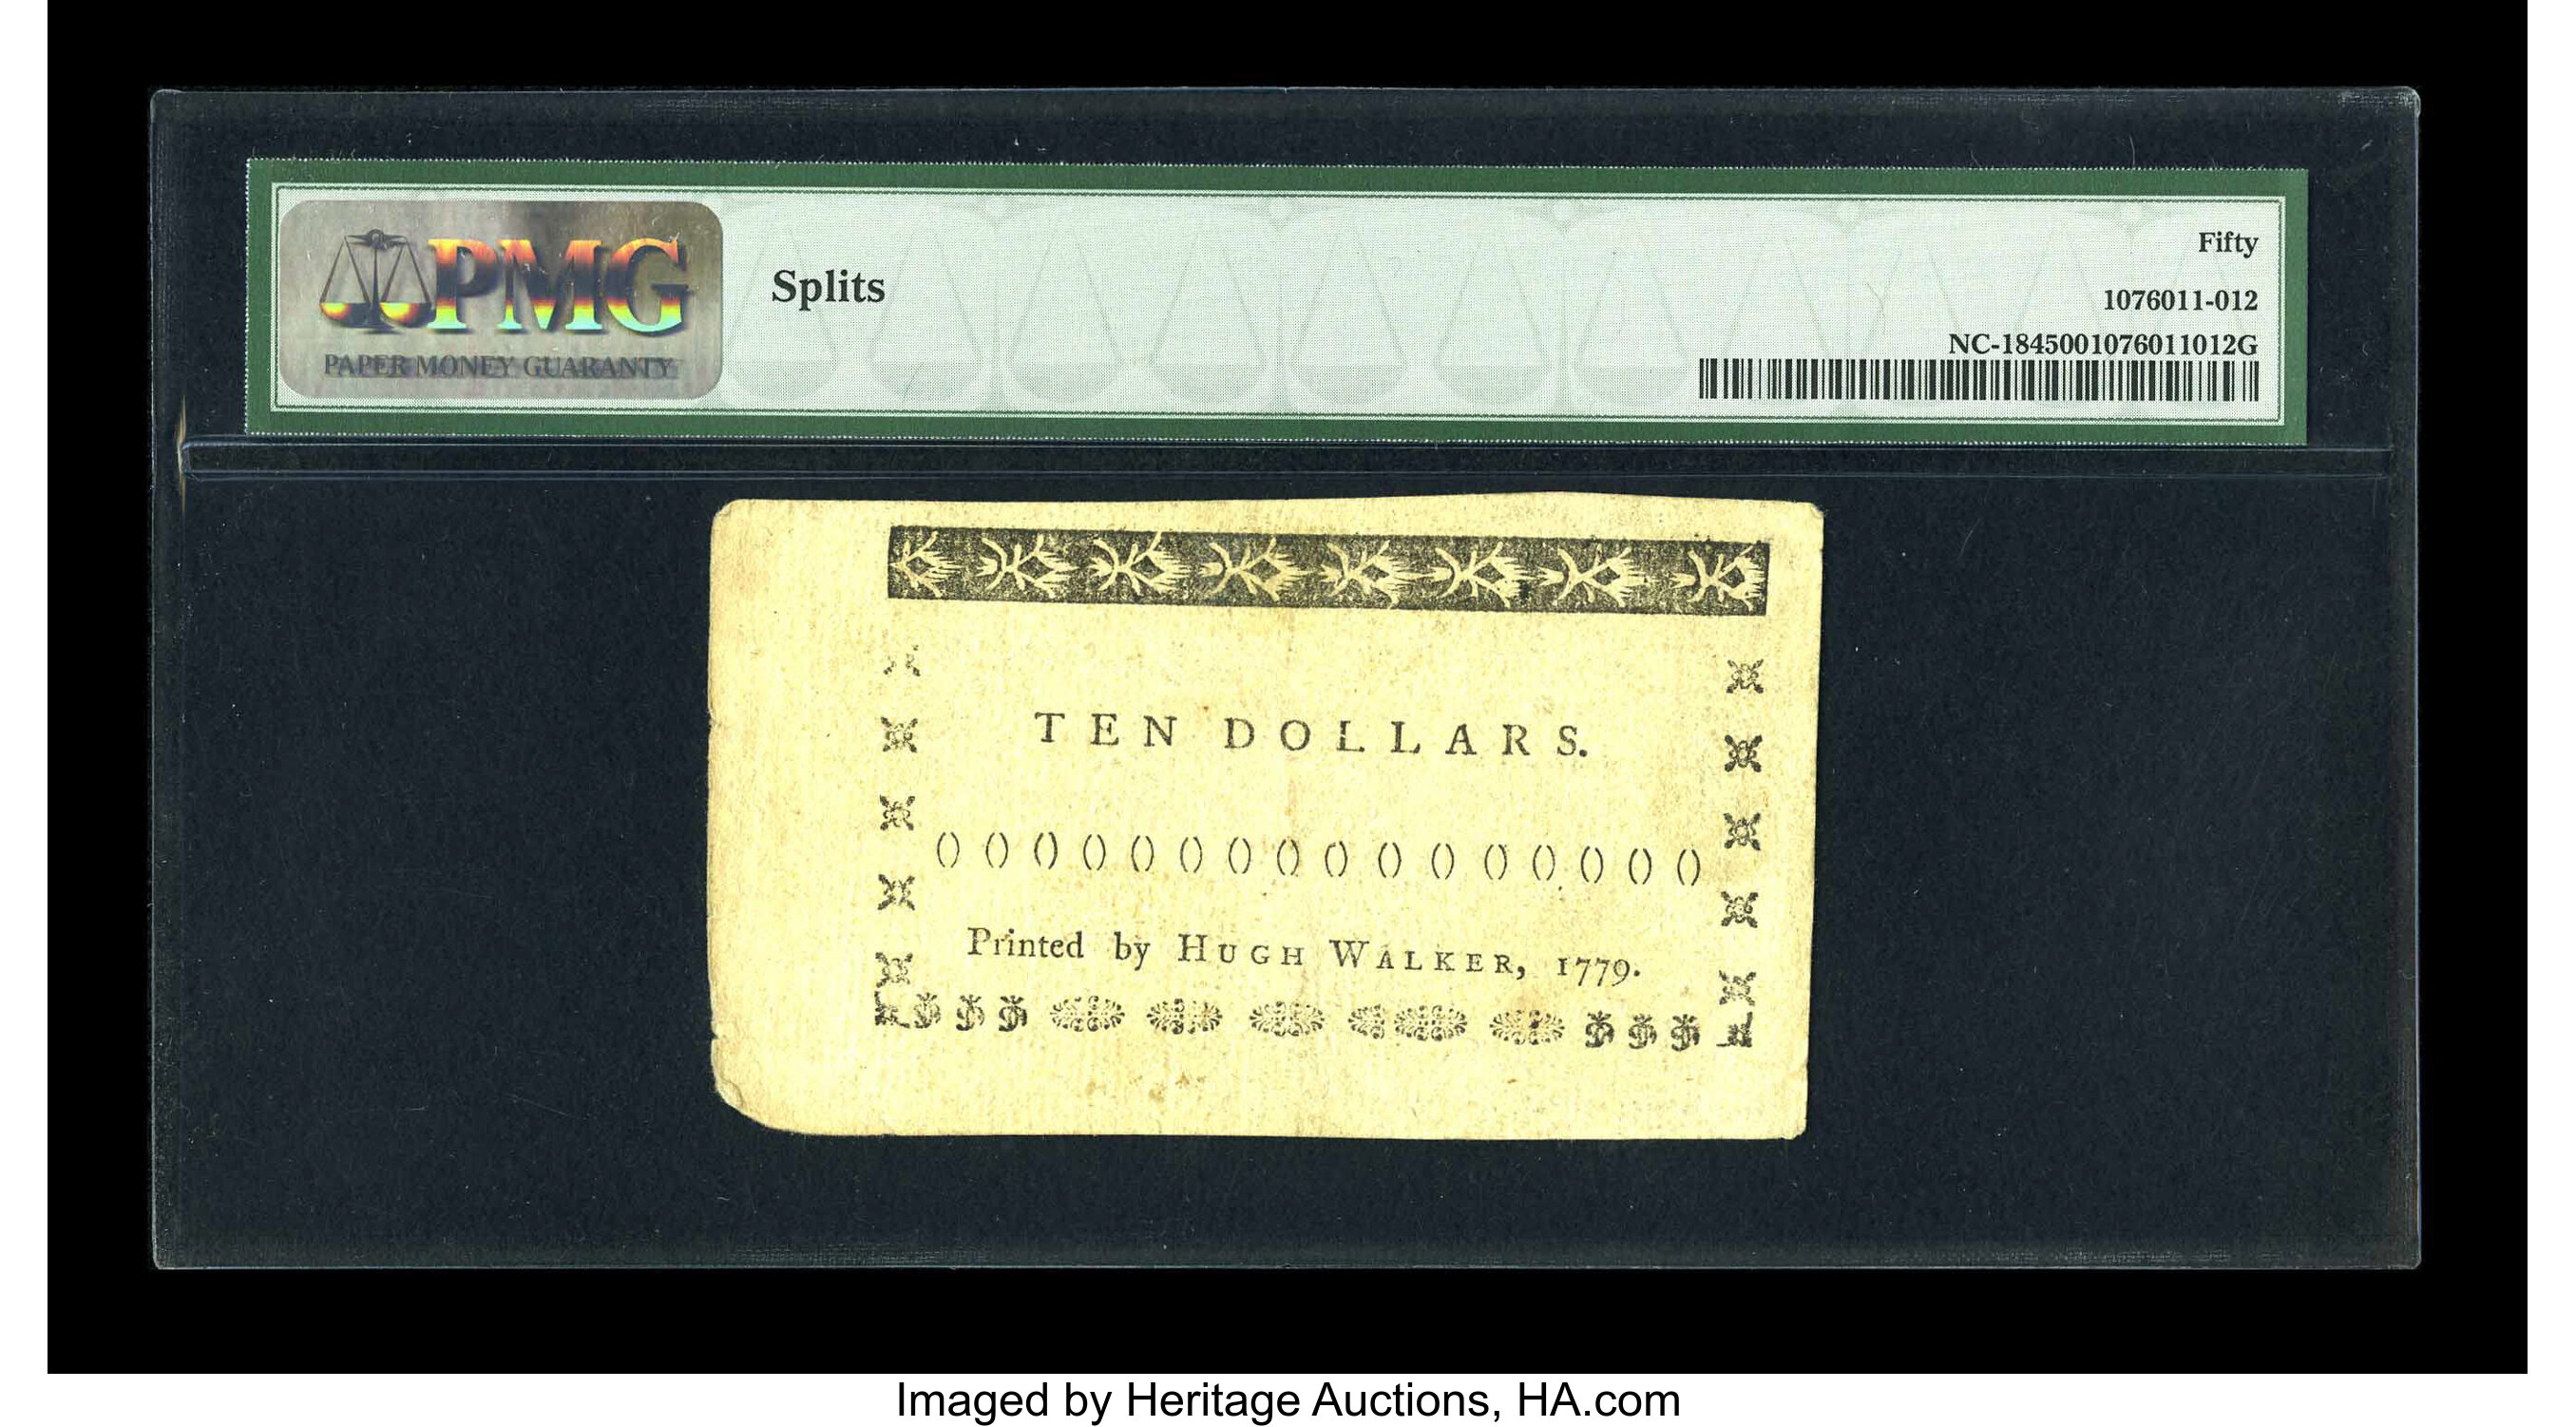 PMG
PAPER MONEY GUARANTY
Splits
Fifty
1076011-012
NC-1845001076011012G
TEN DOLLARS.
() () () () () () () () () () () () () () () ()
Printed by HUGH WALKER, 1779.
Imaged by Heritage Auctions, HA.com